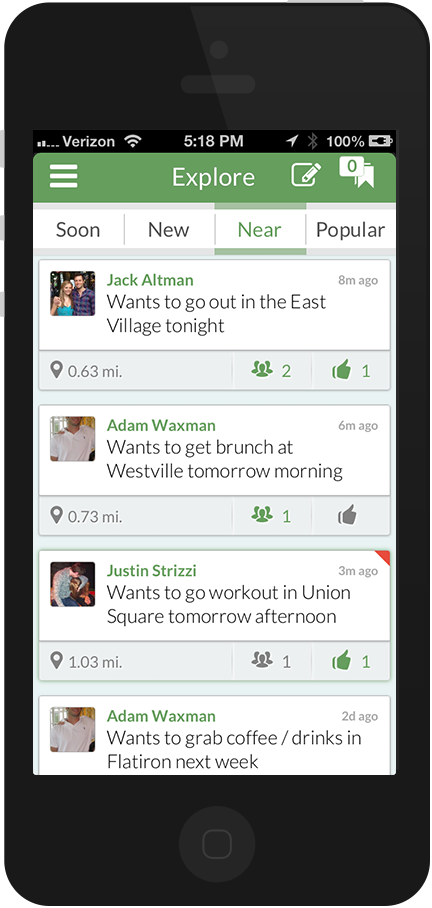 Verizon 5:18 PM 100%
Explore 0
Soon New Near Popular
Jack Altman 8m ago
Wants to go out in the East
Village tonight
0.63 mi. 2 1
Adam Waxman 6m ago
Wants to get brunch at
Westville tomorrow morning
0.73 mi. 1
Justin Strizzi 3m ago
Wants to go workout in Union
Square tomorrow afternoon
1.03 mi. 1 1
Adam Waxman 2d ago
Wants to grab coffee / drinks in
Flatiron next week